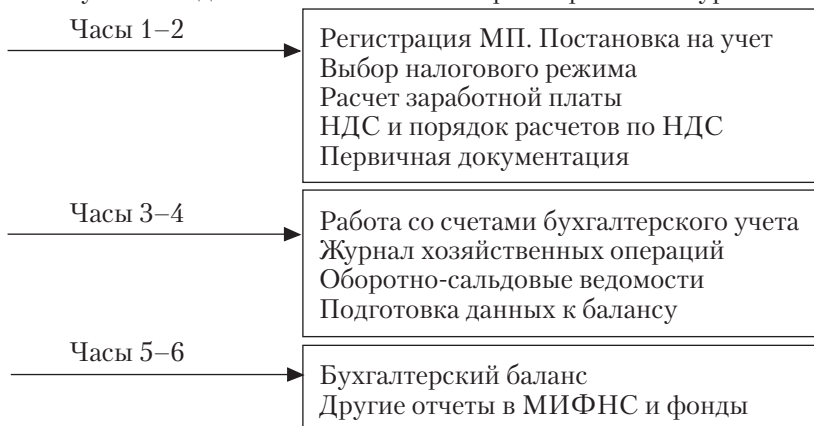 Часы 1–2
Регистрация МП. Постановка на учет
Выбор налогового режима
Расчет заработной платы
НДС и порядок расчетов по НДС
Первичная документация
Часы 3–4
Работа со счетами бухгалтерского учета
Журнал хозяйственных операций
Оборотно-сальдовые ведомости
Подготовка данных к балансу
Часы 5–6
Бухгалтерский баланс
Другие отчеты в МИФНС и фонды